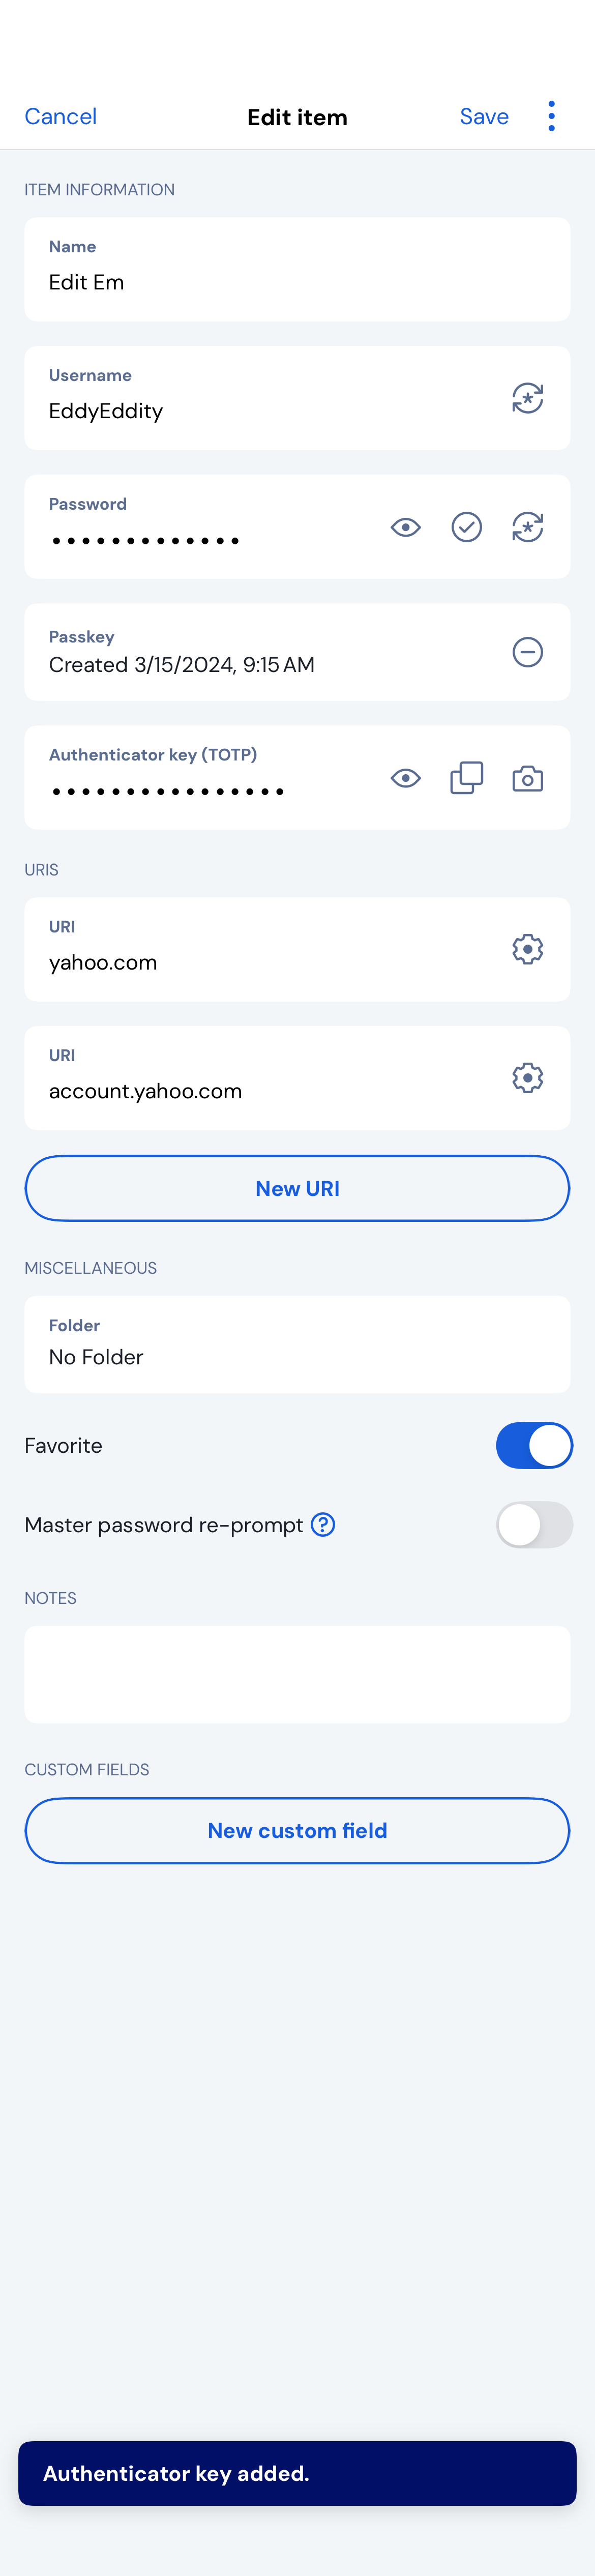 Cancel Edit item Save
ITEM INFORMATION
Name
Edit Em
Username
EddyEddity
Password
•••••••••••••
Passkey
Created 3/15/2024, 9:15 AM
Authenticator key (TOTP)
••••••••••••••••
URIS
URI
yahoo.com
URI
account.yahoo.com
New URI
MISCELLANEOUS
Folder
No Folder
Favorite
Master password re-prompt ?
NOTES
CUSTOM FIELDS
New custom field
Authenticator key added.